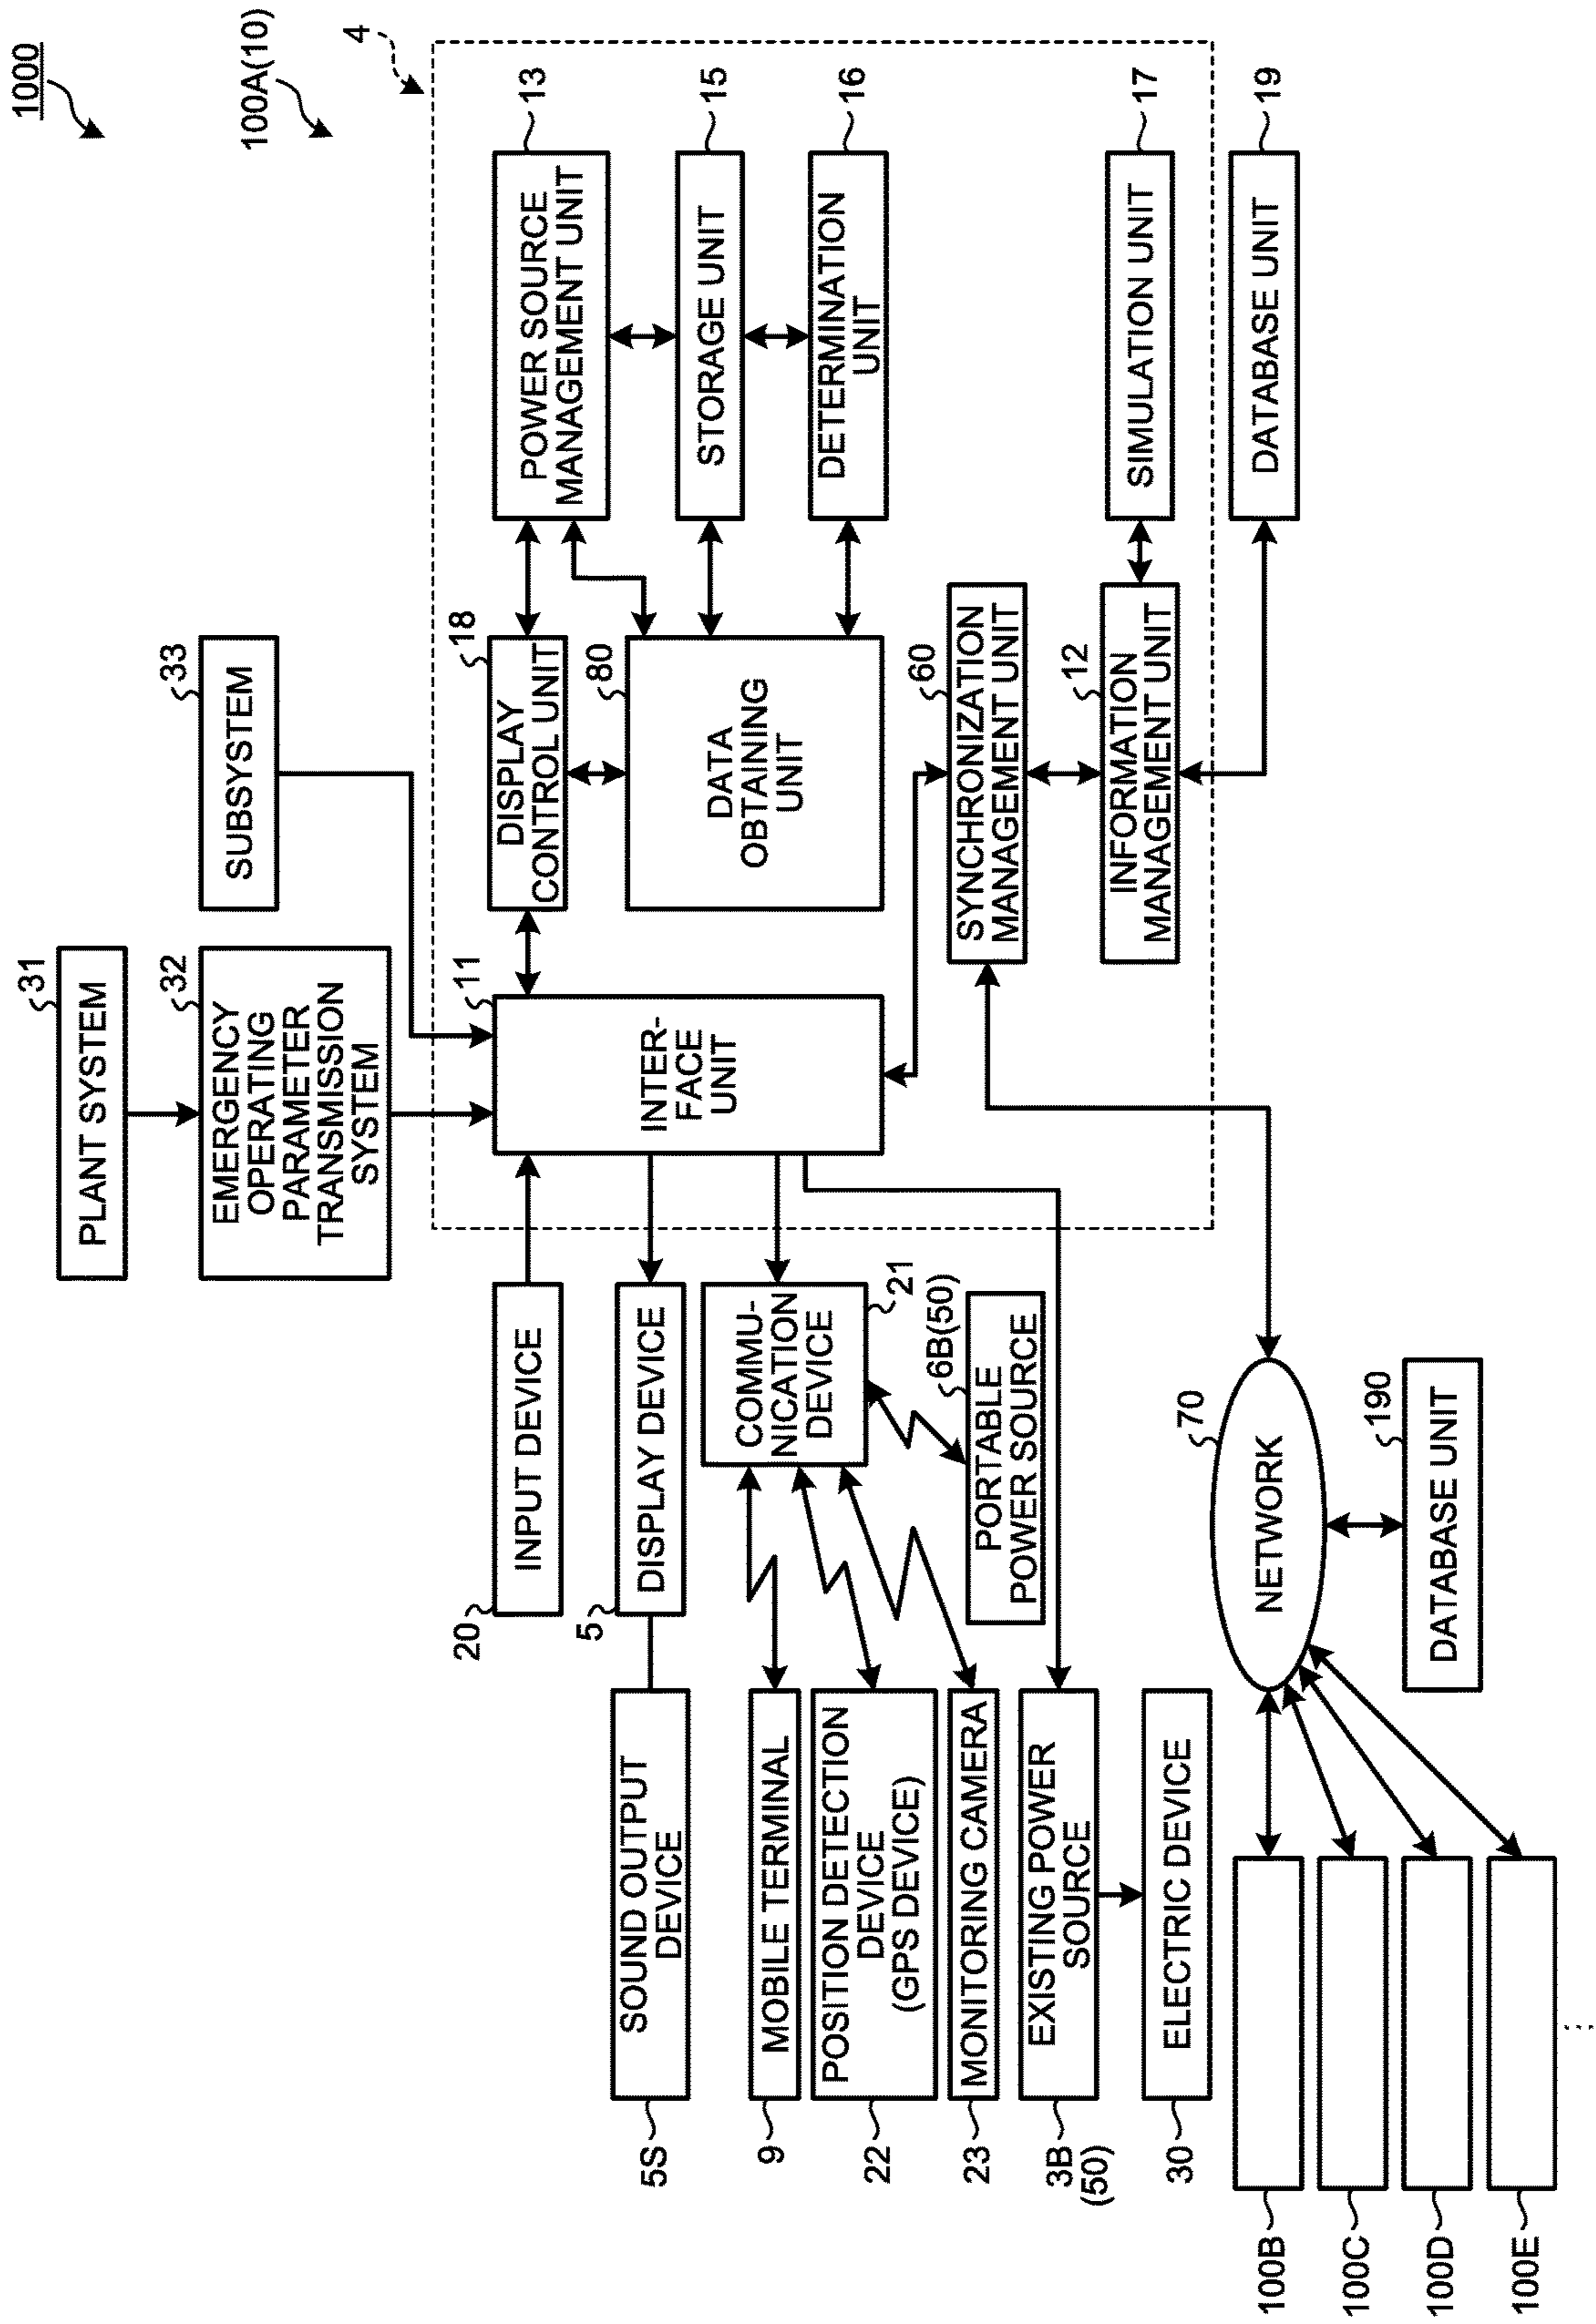 1000
100A(10)
4
31
PLANT SYSTEM
32
EMERGENCY
OPERATING
PARAMETER
TRANSMISSION
SYSTEM
33
SUBSYSTEM
20
INPUT DEVICE
11
INTER-
FACE
UNIT
18
DISPLAY
CONTROL UNIT
13
POWER SOURCE
MANAGEMENT UNIT
5S
SOUND OUTPUT
DEVICE
5
DISPLAY DEVICE
80
DATA
OBTAINING
UNIT
15
STORAGE UNIT
16
DETERMINATION
UNIT
21
COMMU-
NICATION
DEVICE
9
MOBILE TERMINAL
22
POSITION DETECTION
DEVICE
(GPS DEVICE)
23
MONITORING CAMERA
6B(50)
PORTABLE
POWER SOURCE
3B
(50)
EXISTING POWER
SOURCE
30
ELECTRIC DEVICE
60
SYNCHRONIZATION
MANAGEMENT UNIT
12
INFORMATION
MANAGEMENT UNIT
17
SIMULATION UNIT
19
DATABASE UNIT
70
NETWORK
190
DATABASE UNIT
100B
100C
100D
100E
...